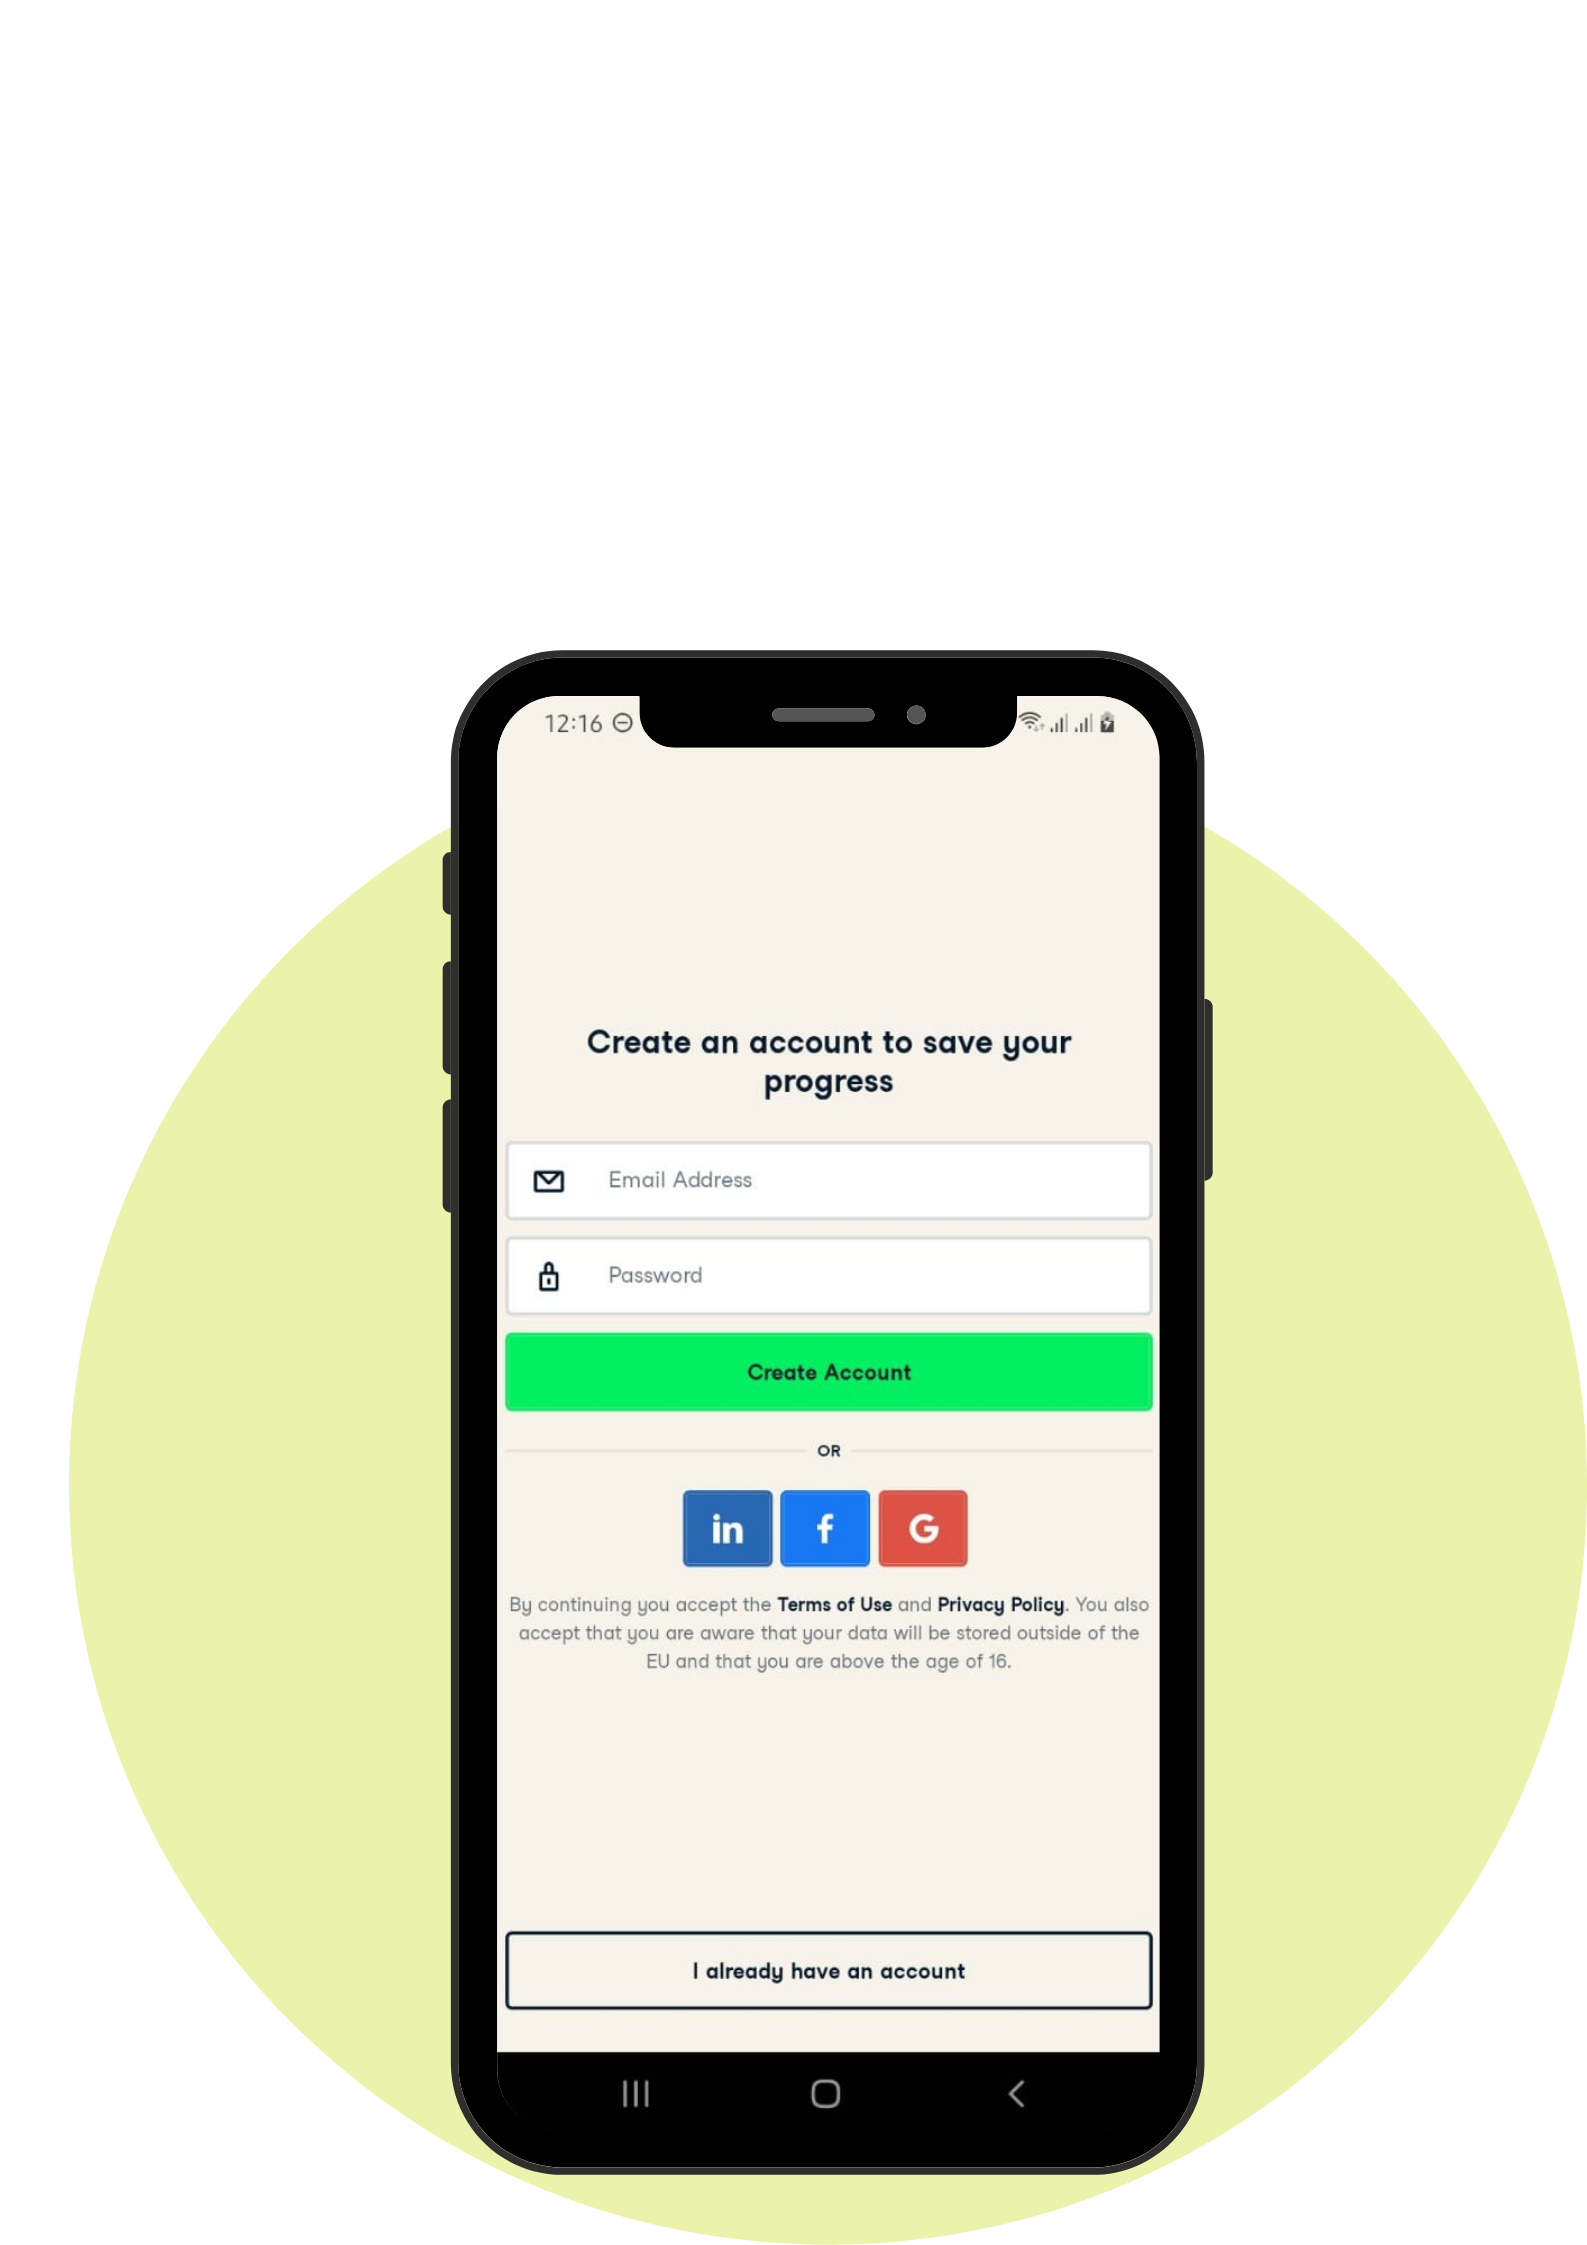 12:16
Create an account to save your
progress
Email Address
Password
Create Account
OR
in f G
By continuing you accept the Terms of Use and Privacy Policy. You also
accept that you are aware that your data will be stored outside of the
EU and that you are above the age of 16.
I already have an account